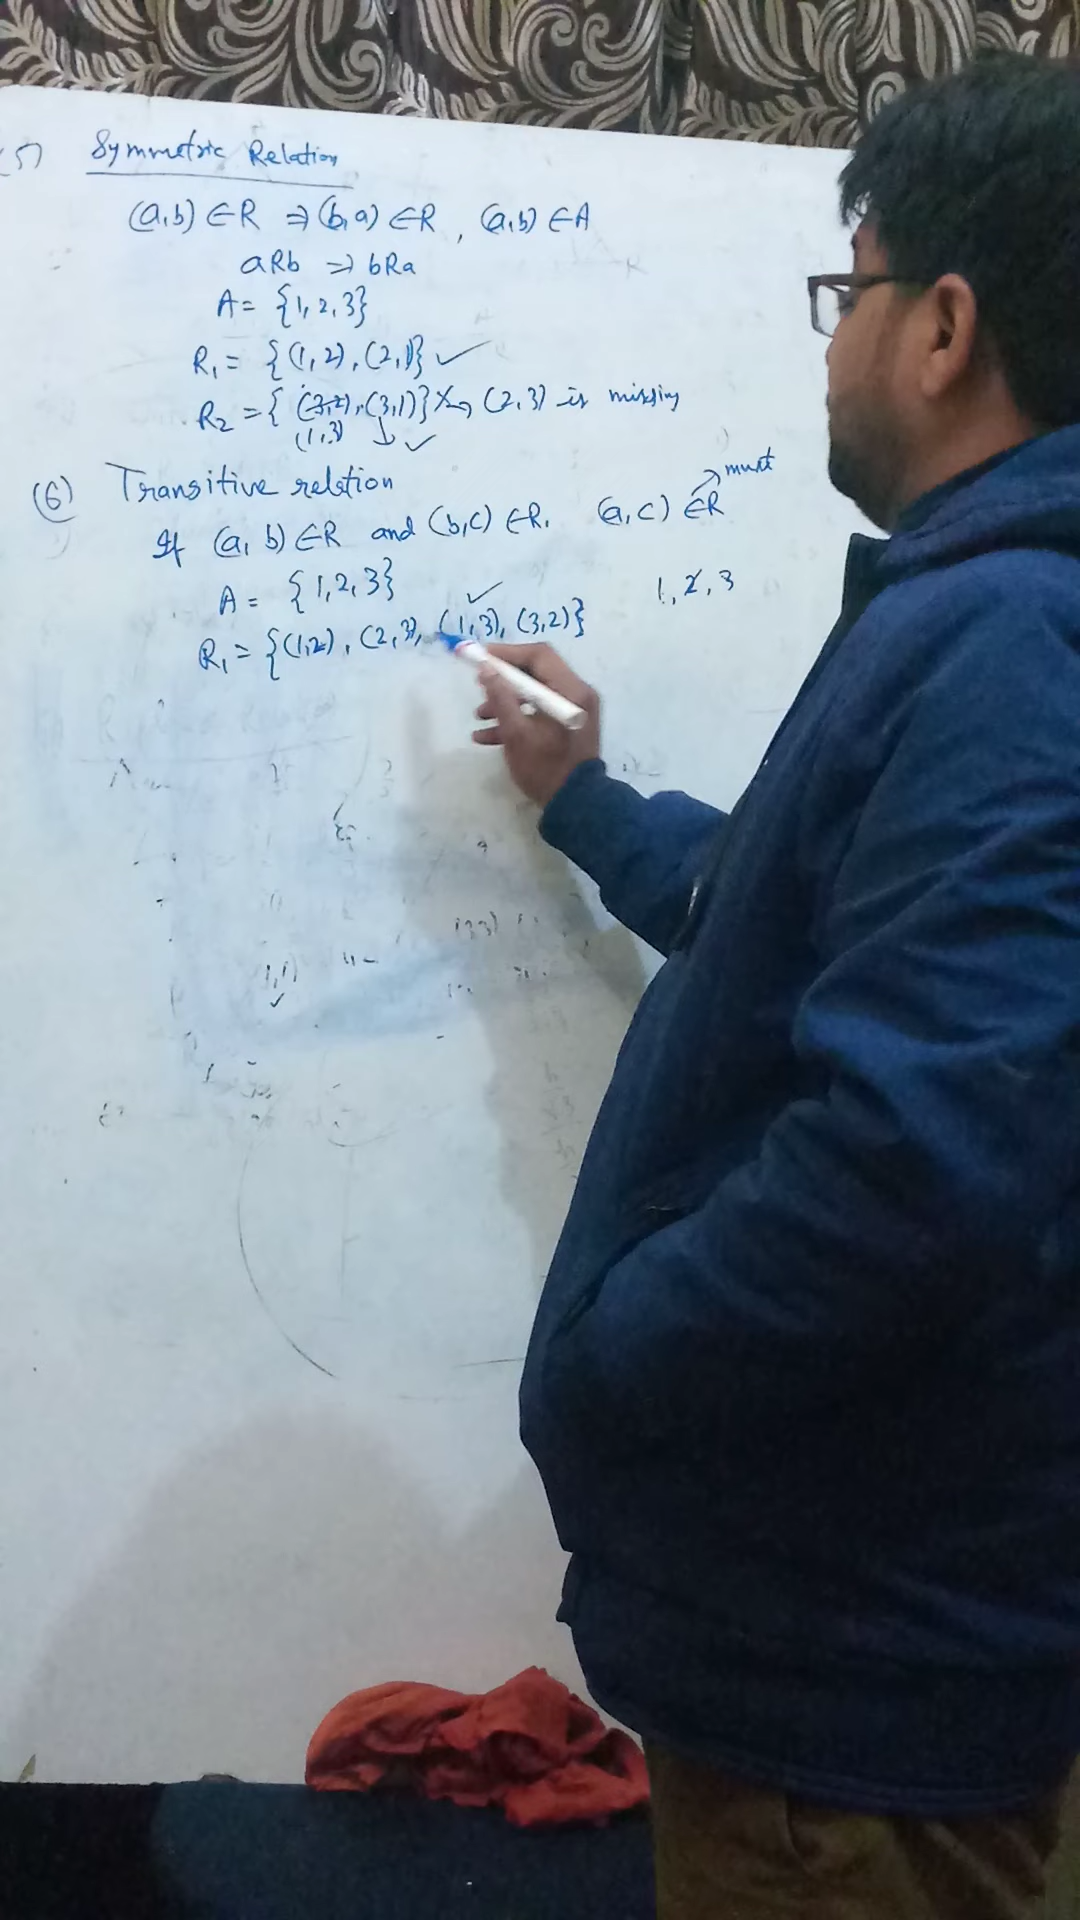 (5) Symmetric Relation
(a,b) ∈ R ⇒ (b,a) ∈ R, (a,b) ∈ A
aRb ⇒ bRa
A = {1, 2, 3}
R₁ = {(1, 2), (2, 1)} ✓
R₂ = {(3,2), (3,1)} X → (2,3) is missing
(1,3) ↓ ✓
(6) Transitive relation
must
If (a, b) ∈ R and (b,c) ∈ R, (a,c) ∈ R
A = {1,2,3} ✓ 1, 2, 3
R₁ = {(1,2), (2,3), (1,3), (3,2)}
(1,1)
✓